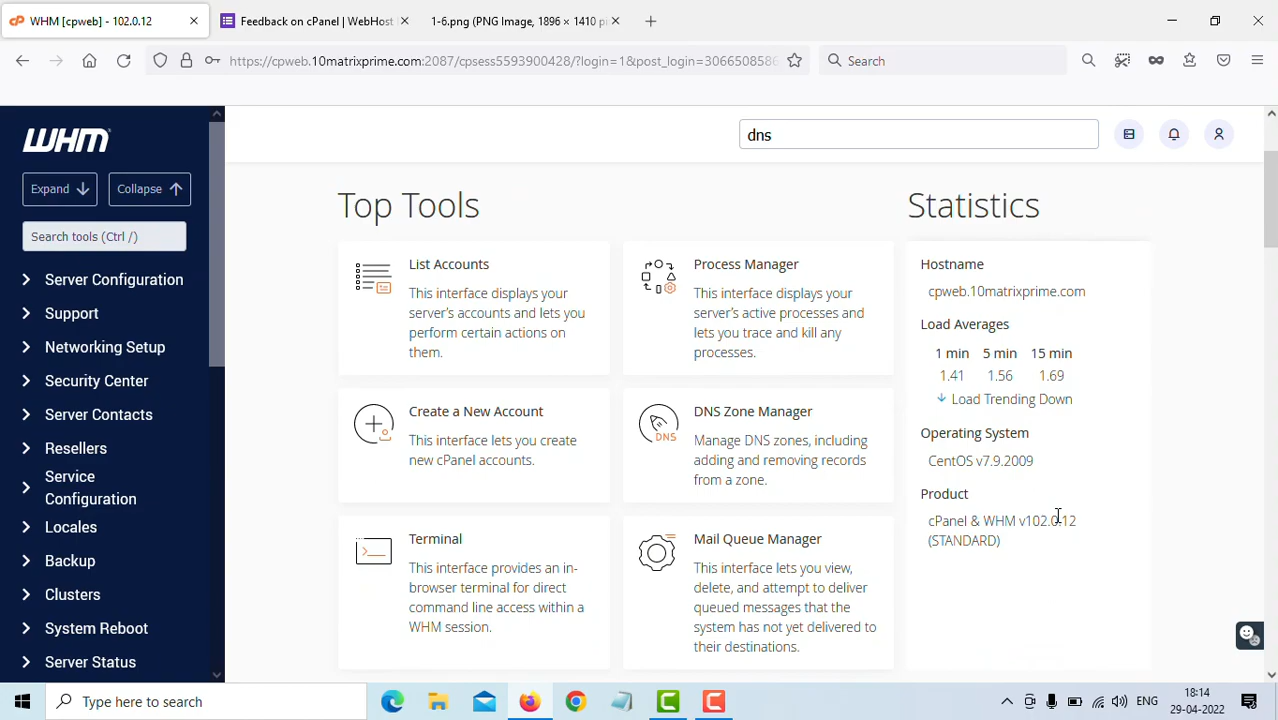 WHM [cpweb] - 102.0.12
Feedback on cPanel | WebHost
1-6.png (PNG Image, 1896 × 1410 p
https://cpweb.10matrixprime.com:2087/cpsess5593900428/?login=1&post_login=3066508586
Search
WHM
dns
Expand
Collapse
Search tools (Ctrl /)
Server Configuration
Support
Networking Setup
Security Center
Server Contacts
Resellers
Service
Configuration
Locales
Backup
Clusters
System Reboot
Server Status
Top Tools
List Accounts
This interface displays your
server's accounts and lets you
perform certain actions on
them.
Process Manager
This interface displays your
server's active processes and
lets you trace and kill any
processes.
Create a New Account
This interface lets you create
new cPanel accounts.
DNS
DNS Zone Manager
Manage DNS zones, including
adding and removing records
from a zone.
Terminal
This interface provides an in-
browser terminal for direct
command line access within a
WHM session.
Mail Queue Manager
This interface lets you view,
delete, and attempt to deliver
queued messages that the
system has not yet delivered to
their destinations.
Statistics
Hostname
cpweb.10matrixprime.com
Load Averages
1 min 5 min 15 min
1.41 1.56 1.69
Load Trending Down
Operating System
CentOS v7.9.2009
Product
cPanel & WHM v102.0.12
(STANDARD)
Type here to search
ENG
18:14
29-04-2022